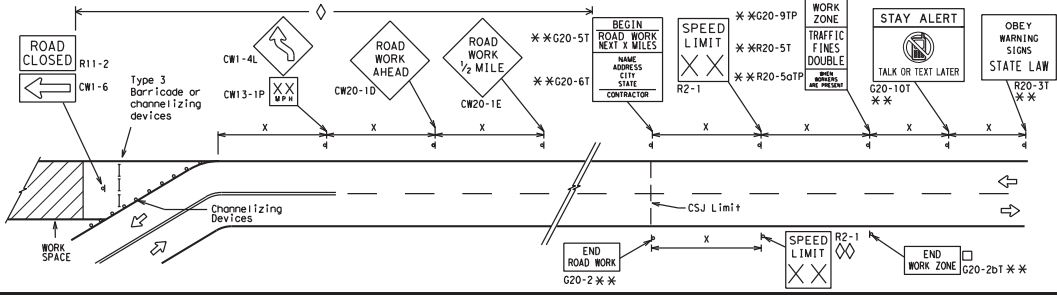 ◇
ROAD
CLOSED
R11-2
CW1-6
Type 3
Barricade or
channelizing
devices
CW1-4L
XX
MPH
CW13-1P
ROAD
WORK
AHEAD
CW20-1D
ROAD
WORK
1/2 MILE
CW20-1E
* *G20-5T
* *G20-6T
BEGIN
ROAD WORK
NEXT X MILES
NAME
ADDRESS
CITY
STATE
CONTRACTOR
SPEED
LIMIT
X X
R2-1
* *G20-9TP
* *R20-5T
* *R20-5aTP
WORK
ZONE
TRAFFIC
FINES
DOUBLE
WHEN
WORKERS
ARE PRESENT
STAY ALERT
TALK OR TEXT LATER
G20-10T
* *
OBEY
WARNING
SIGNS
STATE LAW
R20-3T
* *
X
X
X
X
X
X
X
Channelizing
Devices
CSJ Limit
WORK
SPACE
END
ROAD WORK
G20-2 * *
X
SPEED
LIMIT
X X
R2-1
◇◇
END
WORK ZONE
□
G20-2bT * *